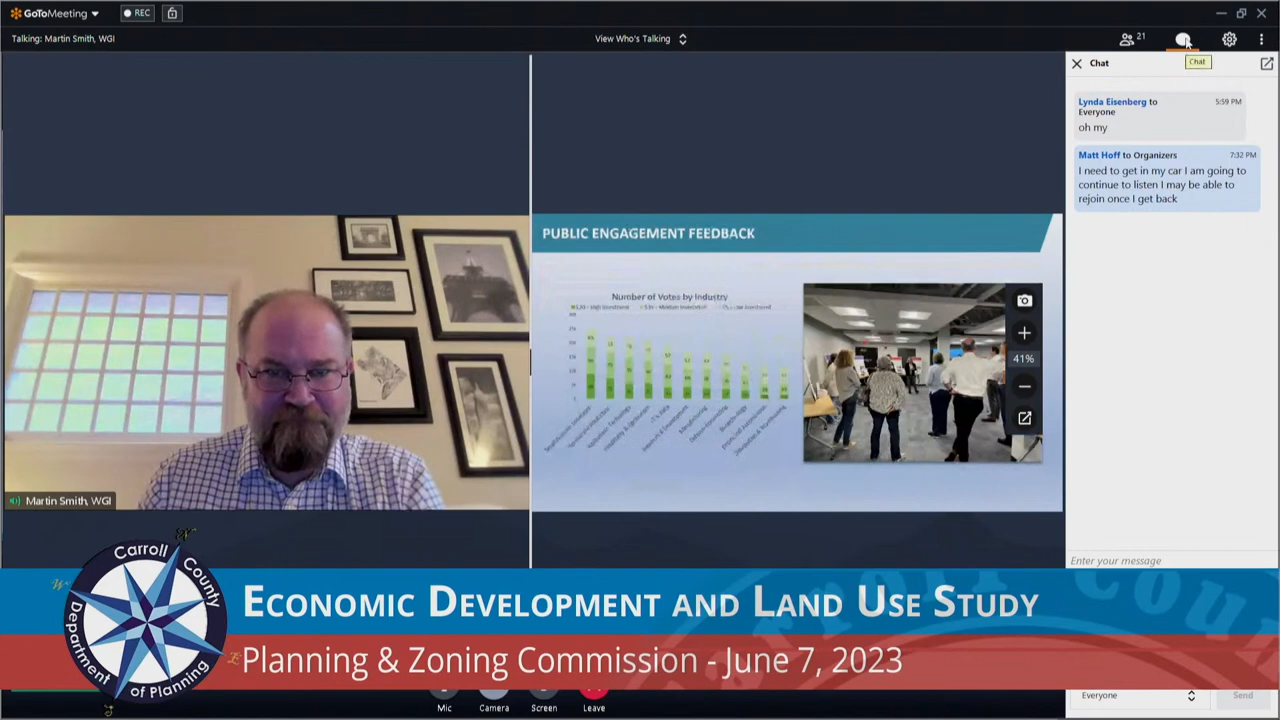 GoToMeeting
REC
Talking: Martin Smith, WGI
View Who's Talking
21
Chat
Chat
Lynda Eisenberg to
Everyone
5:59 PM
oh my
Matt Hoff to Organizers
7:32 PM
I need to get in my car I am going to
continue to listen I may be able to
rejoin once I get back
PUBLIC ENGAGEMENT FEEDBACK
Number of Votes by Industry
41%
Martin Smith, WGI
Enter your message
Carroll County
Department of Planning
ECONOMIC DEVELOPMENT AND LAND USE STUDY
Planning & Zoning Commission - June 7, 2023
Mic
Camera
Screen
Leave
Everyone
Send